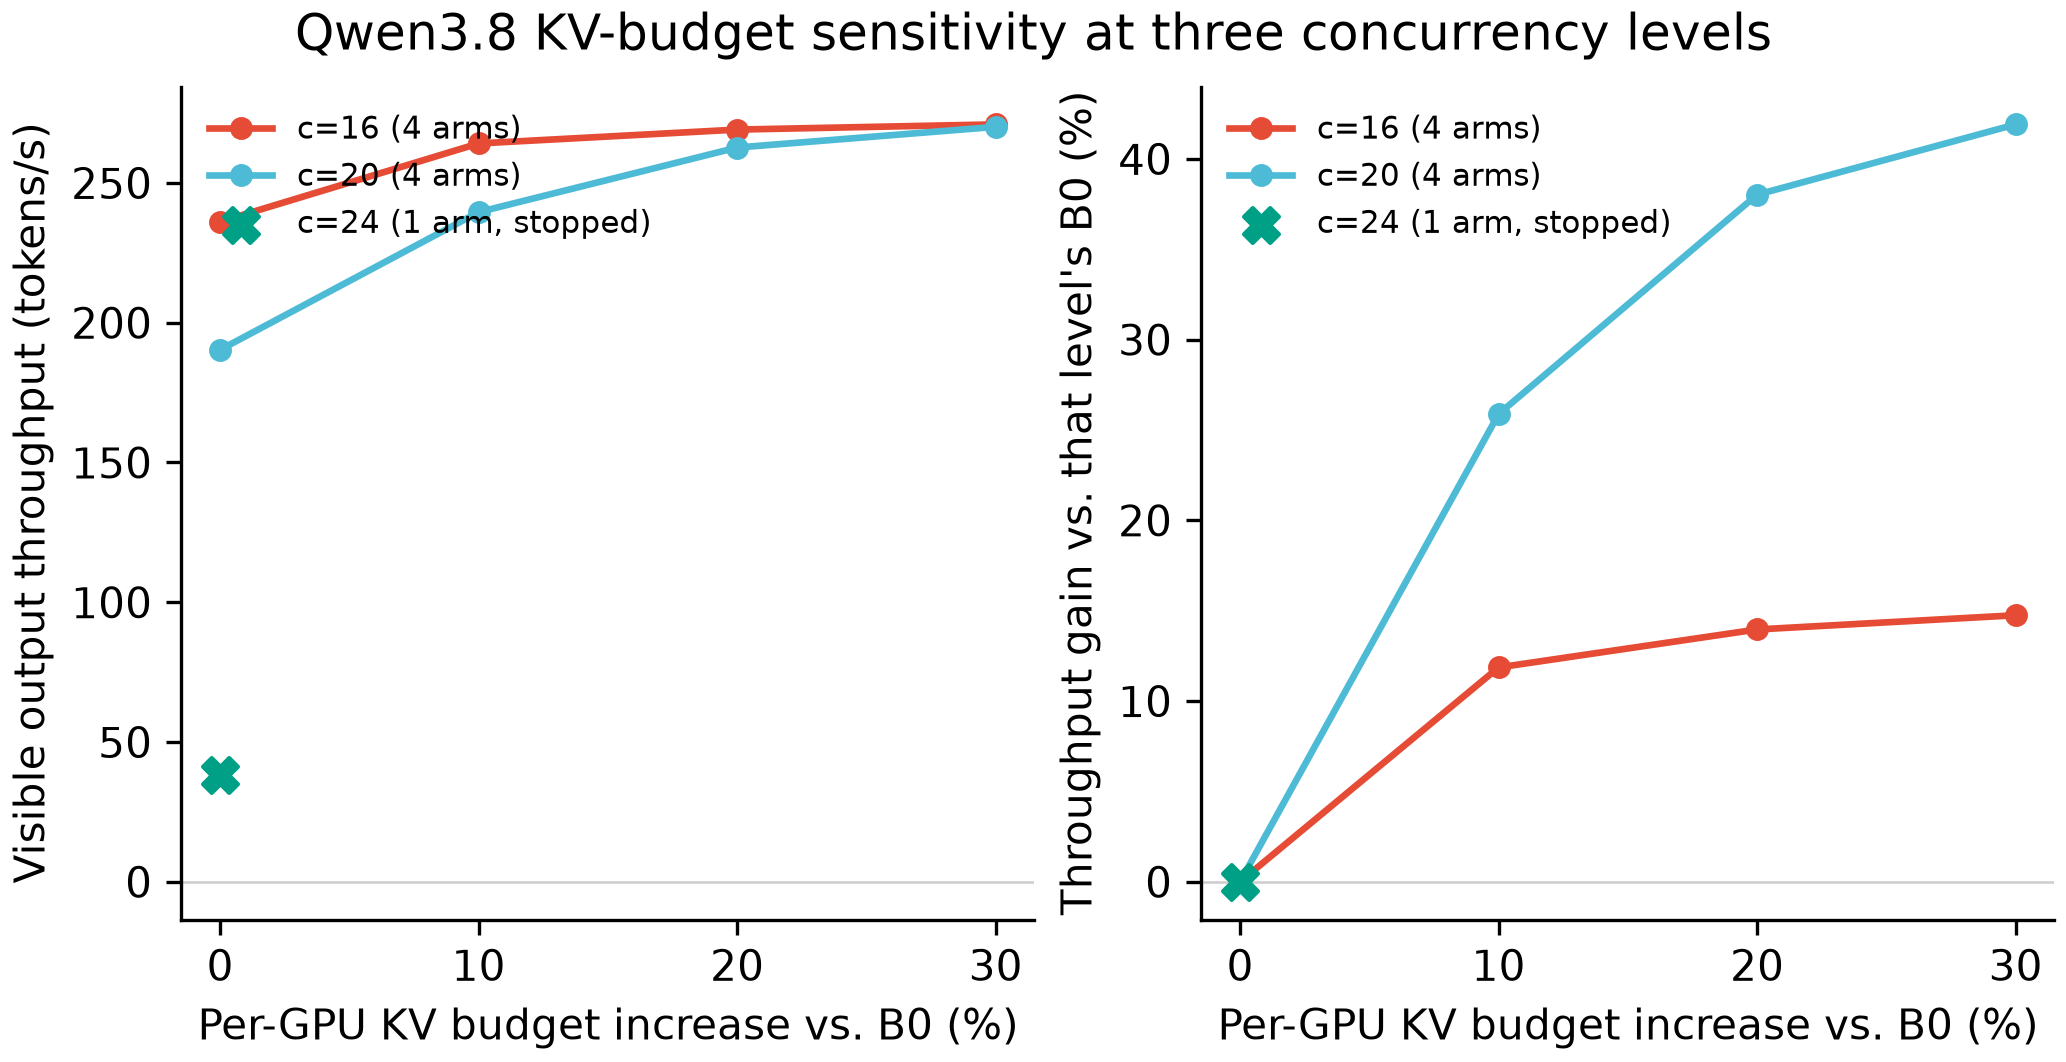 Qwen3.8 KV-budget sensitivity at three concurrency levels
Visible output throughput (tokens/s)
250
200
150
100
50
0
c=16 (4 arms)
c=20 (4 arms)
c=24 (1 arm, stopped)
0 10 20 30
Per-GPU KV budget increase vs. B0 (%)
Throughput gain vs. that level's B0 (%)
40
30
20
10
0
c=16 (4 arms)
c=20 (4 arms)
c=24 (1 arm, stopped)
0 10 20 30
Per-GPU KV budget increase vs. B0 (%)